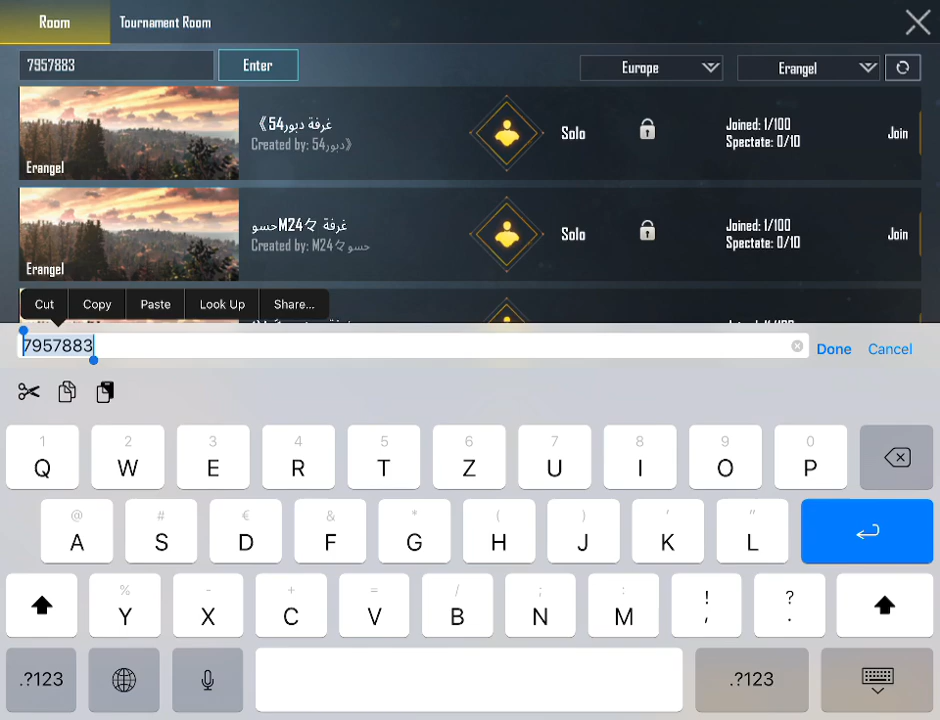 Room
Tournament Room
7957883
Enter
Europe
Erangel
غرفة دبور54》
Created by: 54دبور》
Erangel
Solo
Joined: 1/100
Spectate: 0/10
Join
غرفة M24々حسو
Created by: M24々حسو
Erangel
Solo
Joined: 1/100
Spectate: 0/10
Join
Cut
Copy
Paste
Look Up
Share...
7957883
Done
Cancel
1 2 3 4 5 6 7 8 9 0
Q W E R T Z U I O P
@ # € & * ( ) ' "
A S D F G H J K L
% - + = / ; : ! ?
Y X C V B N M , .
.?123
.?123